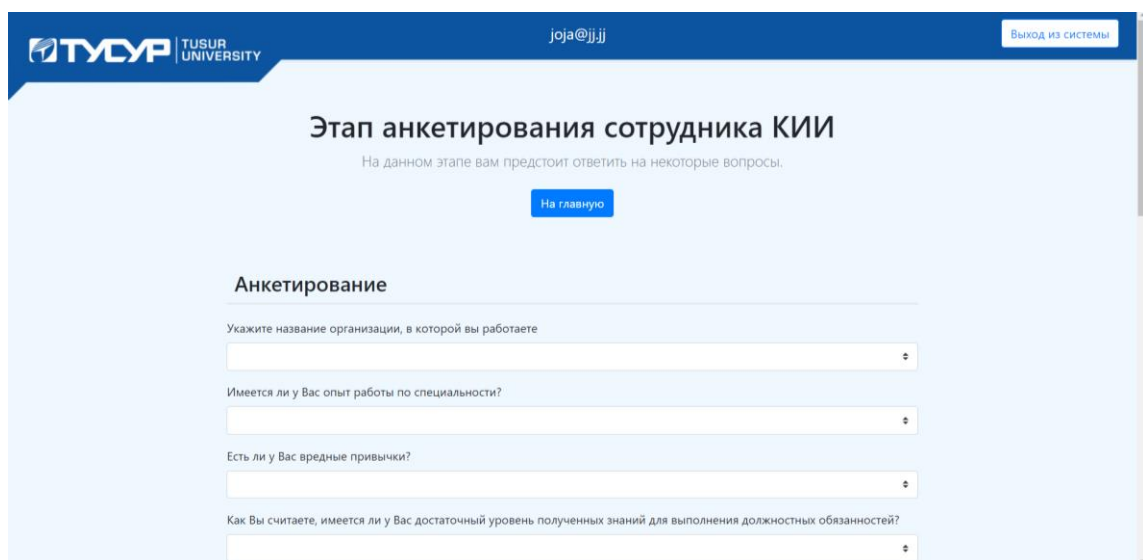 ТУСУР
TUSUR
UNIVERSITY
joja@jj.jj
Выход из системы
Этап анкетирования сотрудника КИИ
На данном этапе вам предстоит ответить на некоторые вопросы.
На главную
Анкетирование
Укажите название организации, в которой вы работаете
Имеется ли у Вас опыт работы по специальности?
Есть ли у Вас вредные привычки?
Как Вы считаете, имеется ли у Вас достаточный уровень полученных знаний для выполнения должностных обязанностей?